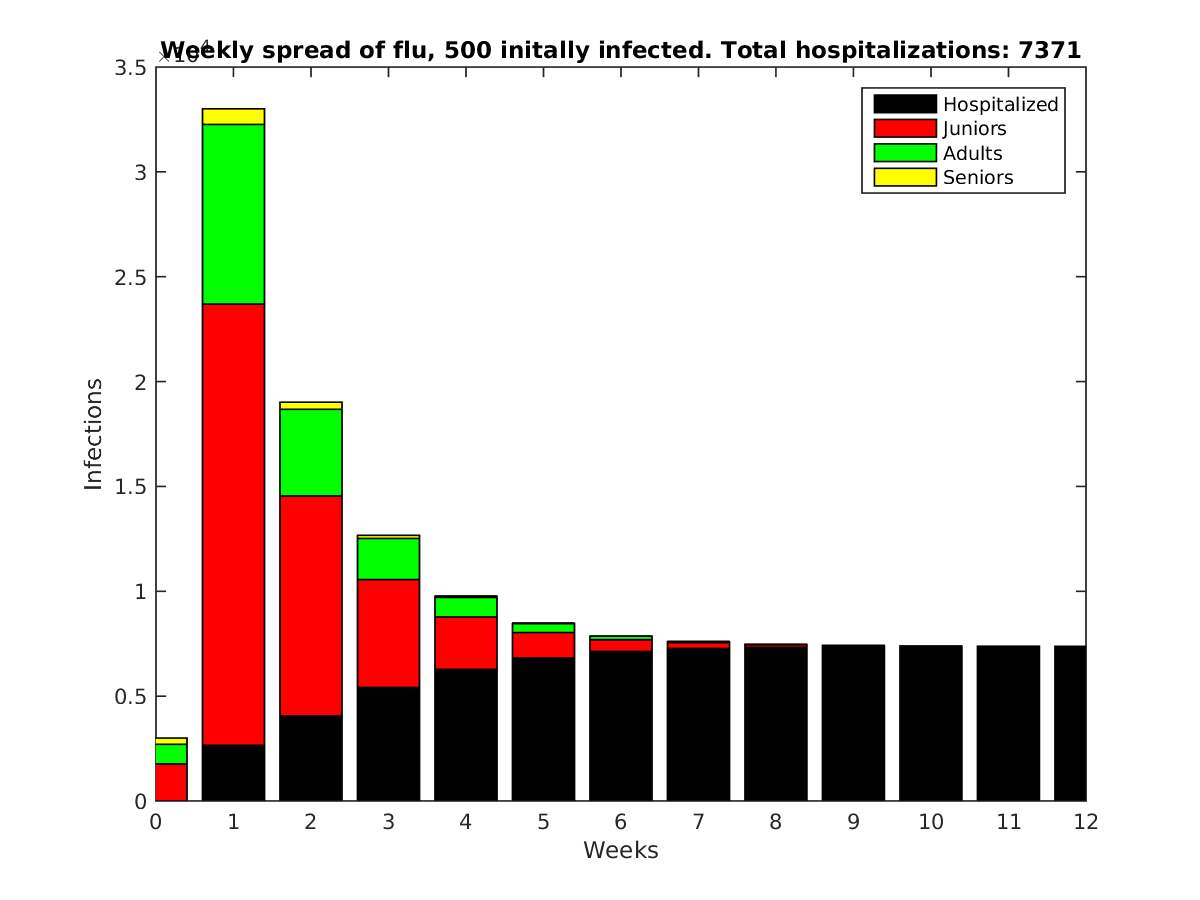 Weekly spread of flu, 500 initally infected. Total hospitalizations: 7371
×10^4
3.5
3
2.5
2
1.5
1
0.5
0
Infections
Hospitalized
Juniors
Adults
Seniors
0 1 2 3 4 5 6 7 8 9 10 11 12
Weeks